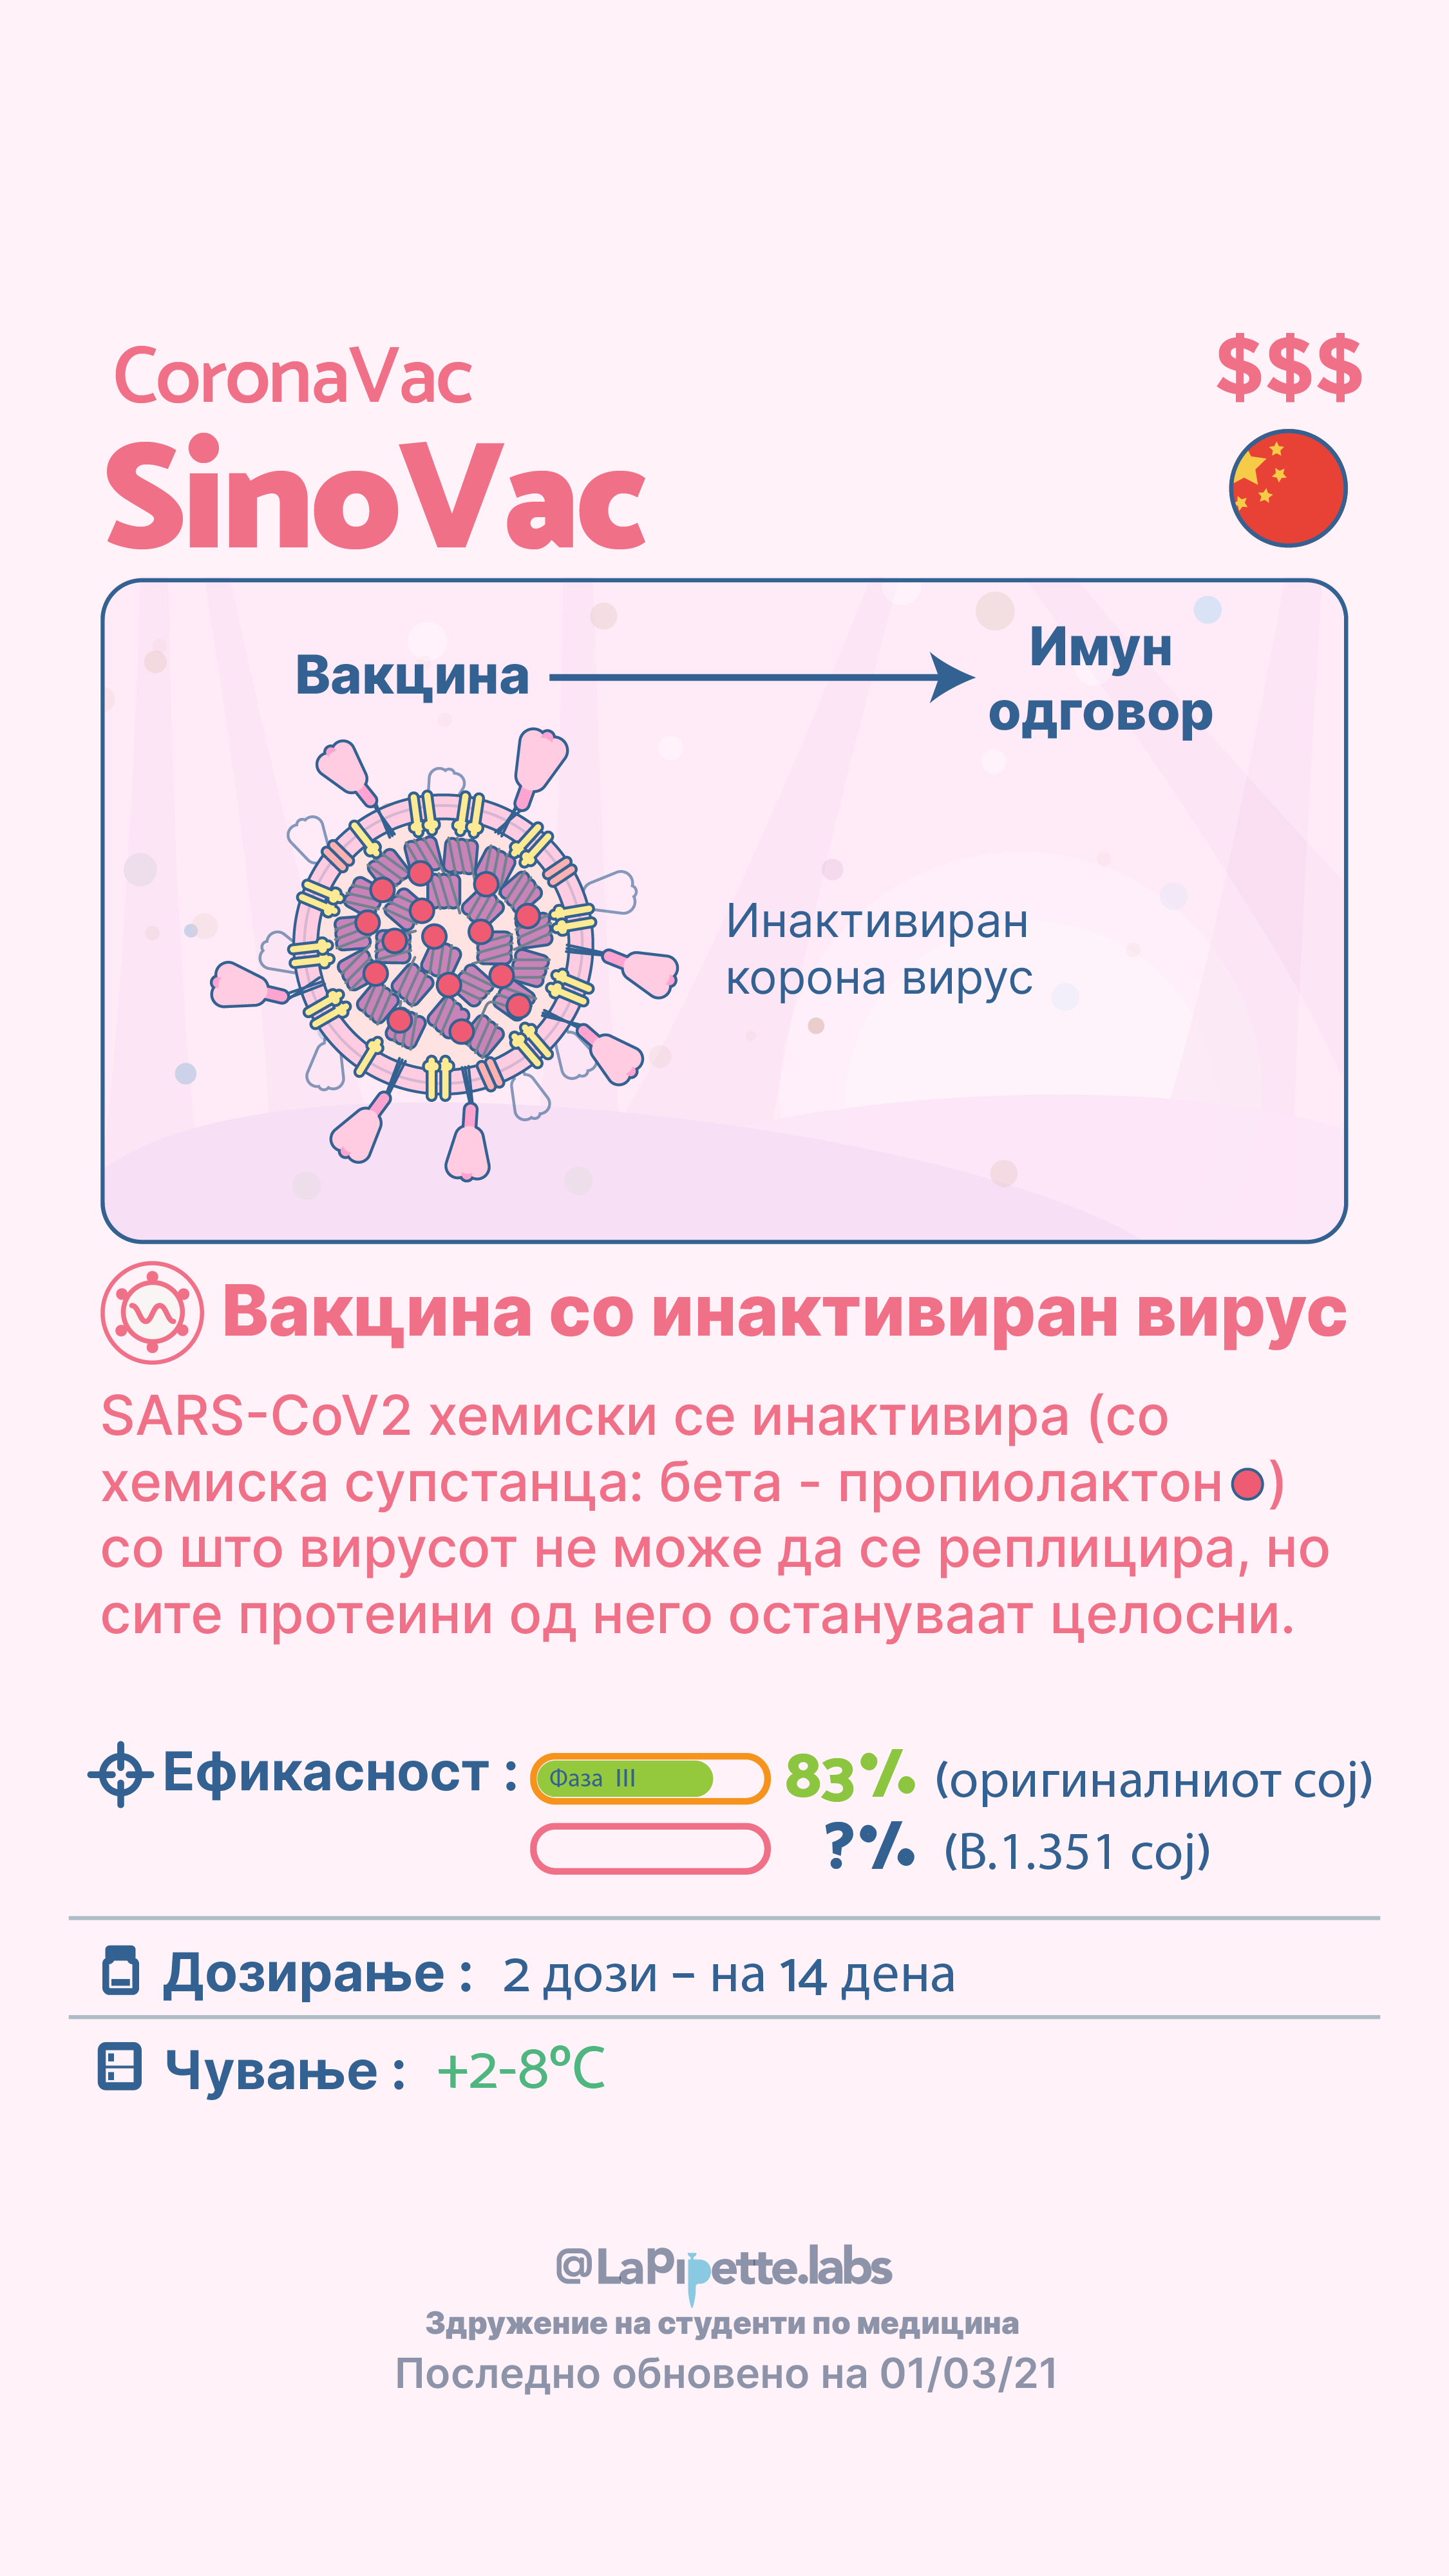 CoronaVac
$$$
SinoVac
Вакцина
Имун
одговор
Инактивиран
корона вирус
Вакцина со инактивиран вирус
SARS-CoV2 хемиски се инактивира (со
хемиска супстанца: бета - пропиолактон )
со што вирусот не може да се реплицира, но
сите протеини од него остануваат целосни.
Ефикасност : Фаза III 83% (оригиналниот сој)
?% (B.1.351 сој)
Дозирање : 2 дози – на 14 дена
Чување : +2-8°C
@LaPipette.labs
Здружение на студенти по медицина
Последно обновено на 01/03/21